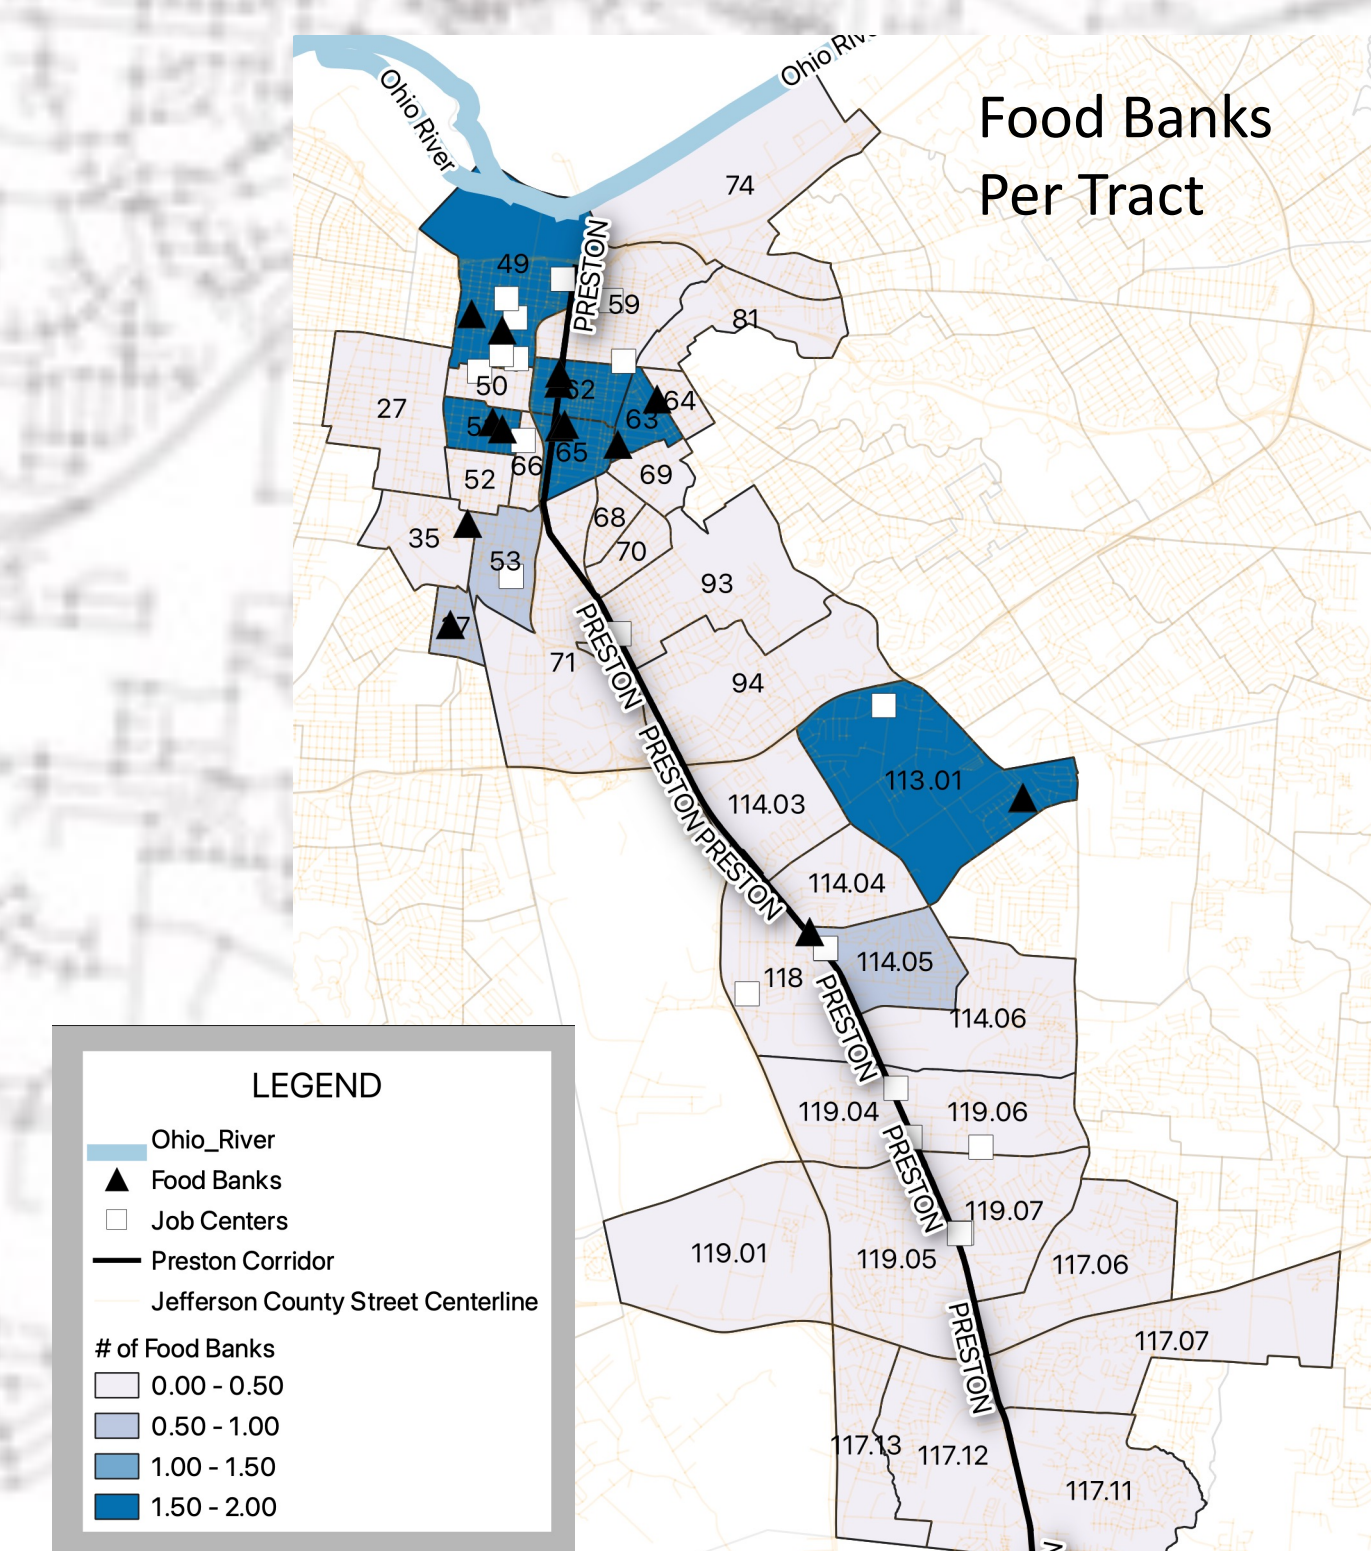 Ohio River
Ohio Riv
Food Banks
Per Tract
74
49
PRESTON
59
81
50
62
27
64
63
5
65
66
52
69
68
35
70
53
93
7
PRESTON
71
94
PRESTON
113.01
114.03
PRESTON
114.04
114.05
118
PRESTON
114.06
119.04
119.06
PRESTON
119.07
119.01
119.05
117.06
PRESTON
117.07
117.13
117.12
117.11
N
LEGEND
Ohio_River
Food Banks
Job Centers
Preston Corridor
Jefferson County Street Centerline
# of Food Banks
0.00 - 0.50
0.50 - 1.00
1.00 - 1.50
1.50 - 2.00